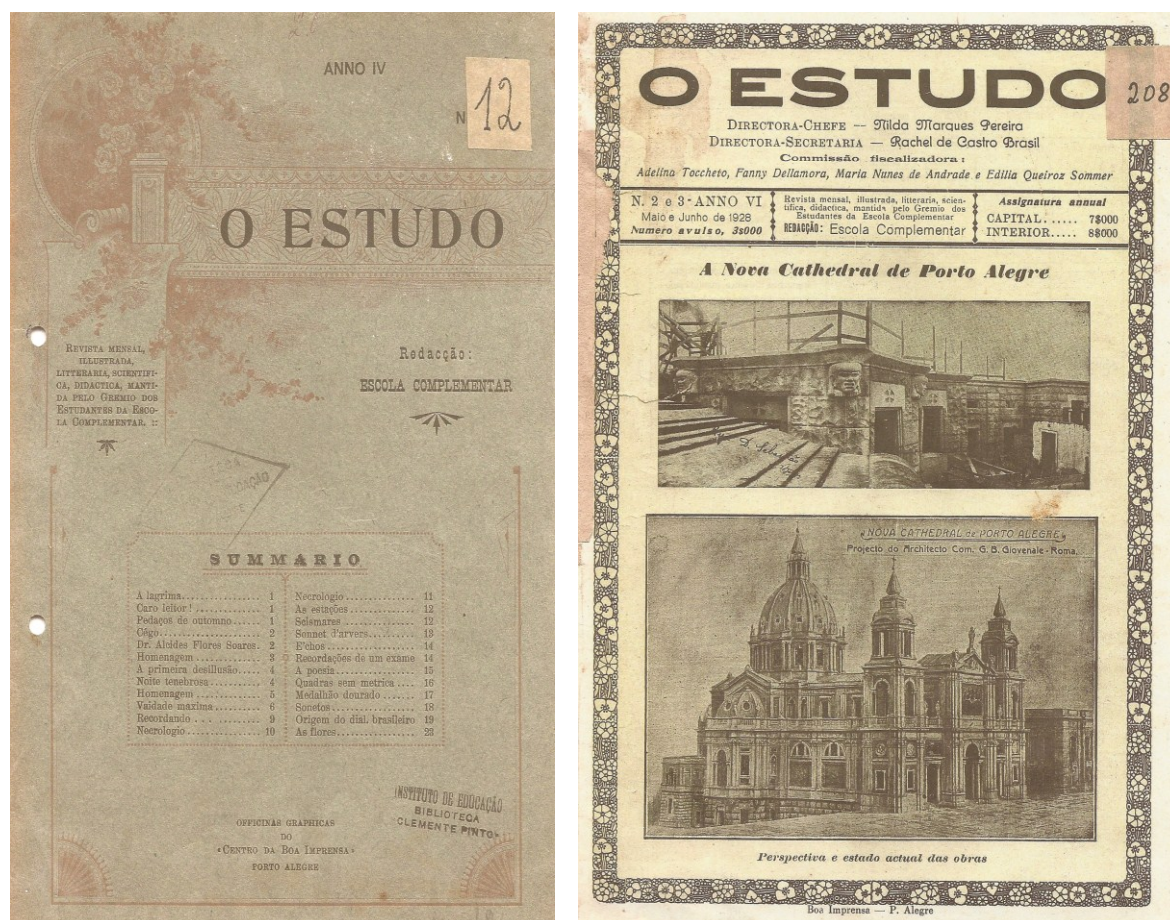 ANNO IV
N
12
O ESTUDO
REVISTA MENSAL,
ILLUSTRADA,
LITTERARIA, SCIENTIFI-
CA, DIDACTICA, MANTI-
DA PELO GREMIO DOS
ESTUDANTES DA ESCO-
LA COMPLEMENTAR. ::
Redacção:
ESCOLA COMPLEMENTAR
SUMMARIO
A lagrima................ 1
Caro leitor!............. 1
Pedaços de outomno...... 1
Cégo.................... 2
Dr. Alcides Flores Soares. 2
Homenagem............. 3
A primeira desillusão..... 4
Noite tenebrosa.......... 4
Homenagem............. 5
Vaidade maxima......... 6
Recordando............. 9
Necrologio.............. 10
Necrologio.............. 11
As estações.............. 12
Scismares............... 12
Sonnet d'arvers.......... 13
E'chos.................. 14
Recordações de um exame 14
A poesia................ 15
Quadras sem metrica.... 16
Medalhão dourado....... 17
Sonetos................. 18
Origem do dial. brasileiro 19
As flores................ 23
INSTITUTO DE EDUCAÇÃO
BIBLIOTECA
CLEMENTE PINTO
OFFICINAS GRAPHICAS
DO
«CENTRO DA BOA IMPRENSA»
PORTO ALEGRE
O ESTUDO
208
DIRECTORA-CHEFE — Nilda Marques Pereira
DIRECTORA-SECRETARIA — Rachel de Castro Brasil
Commissão fiscalizadora:
Adelina Toccheto, Fanny Dellamora, Maria Nunes de Andrade e Edilia Queiroz Sommer
N. 2 e 3 - ANNO VI
Maio e Junho de 1928
Numero avulso, 3s000
Revista mensal, illustrada, litteraria, scien-
tifica, didactica, mantida pelo Gremio dos
Estudantes da Escola Complementar
REDACÇÃO: Escola Complementar
Assignatura annual
CAPITAL...... 7$000
INTERIOR..... 8$000
A Nova Cathedral de Porto Alegre
NOVA CATHEDRAL de PORTO ALEGRE
Projecto do Architecto Com. G. B. Giovenale - Roma.
Perspectiva e estado actual das obras
Boa Imprensa — P. Alegre